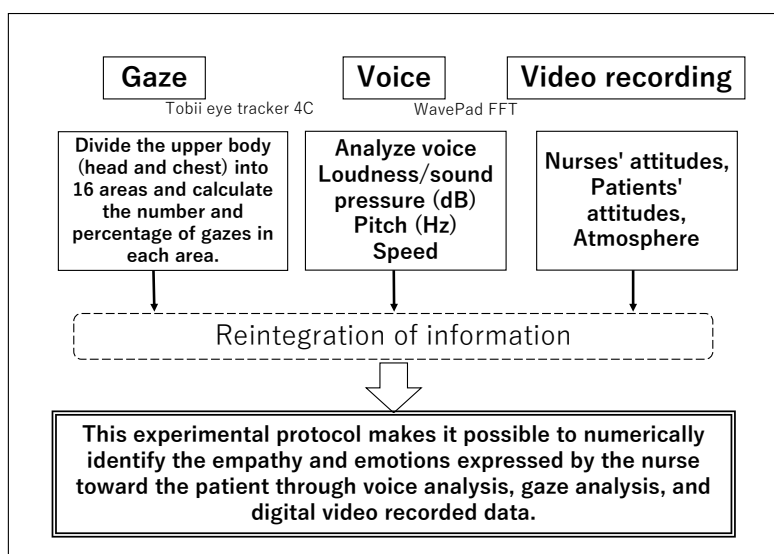 Gaze
Tobii eye tracker 4C
Divide the upper body
(head and chest) into
16 areas and calculate
the number and
percentage of gazes in
each area.
Voice
WavePad FFT
Analyze voice
Loudness/sound
pressure (dB)
Pitch (Hz)
Speed
Video recording
Nurses' attitudes,
Patients'
attitudes,
Atmosphere
Reintegration of information
This experimental protocol makes it possible to numerically
identify the empathy and emotions expressed by the nurse
toward the patient through voice analysis, gaze analysis, and
digital video recorded data.